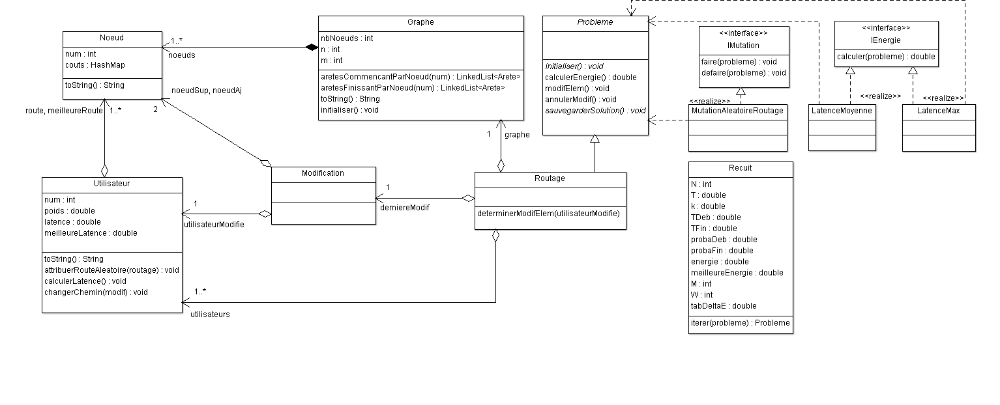 Noeud
num : int
couts : HashMap
toString() : String
1..*
noeuds
Graphe
nbNoeuds : int
n : int
m : int
aretesCommencantParNoeud(num) : LinkedList<Arete>
aretesFinissantParNoeud(num) : LinkedList<Arete>
toString() : String
initialiser() : void
Probleme
initialiser() : void
calculerEnergie() : double
modifElem() : void
annulerModif() : void
sauvegarderSolution() : void
<<interface>>
IMutation
faire(probleme) : void
defaire(probleme) : void
<<interface>>
IEnergie
calculer(probleme) : double
noeudSup, noeudAj
2
route, meilleureRoute
1..*
<<realize>>
<<realize>>
<<realize>>
MutationAleatoireRoutage
LatenceMoyenne
LatenceMax
1
graphe
Utilisateur
num : int
poids : double
latence : double
meilleureLatence : double
toString() : String
attribuerRouteAleatoire(routage) : void
calculerLatence() : void
changerChemin(modif) : void
1
utilisateurModifie
Modification
1
derniereModif
Routage
determinerModifElem(utilisateurModifie)
1..*
utilisateurs
Recuit
N : int
T : double
k : double
TDeb : double
TFin : double
probaDeb : double
probaFin : double
energie : double
meilleureEnergie : double
M : int
W : int
tabDeltaE : double
iterer(probleme) : Probleme